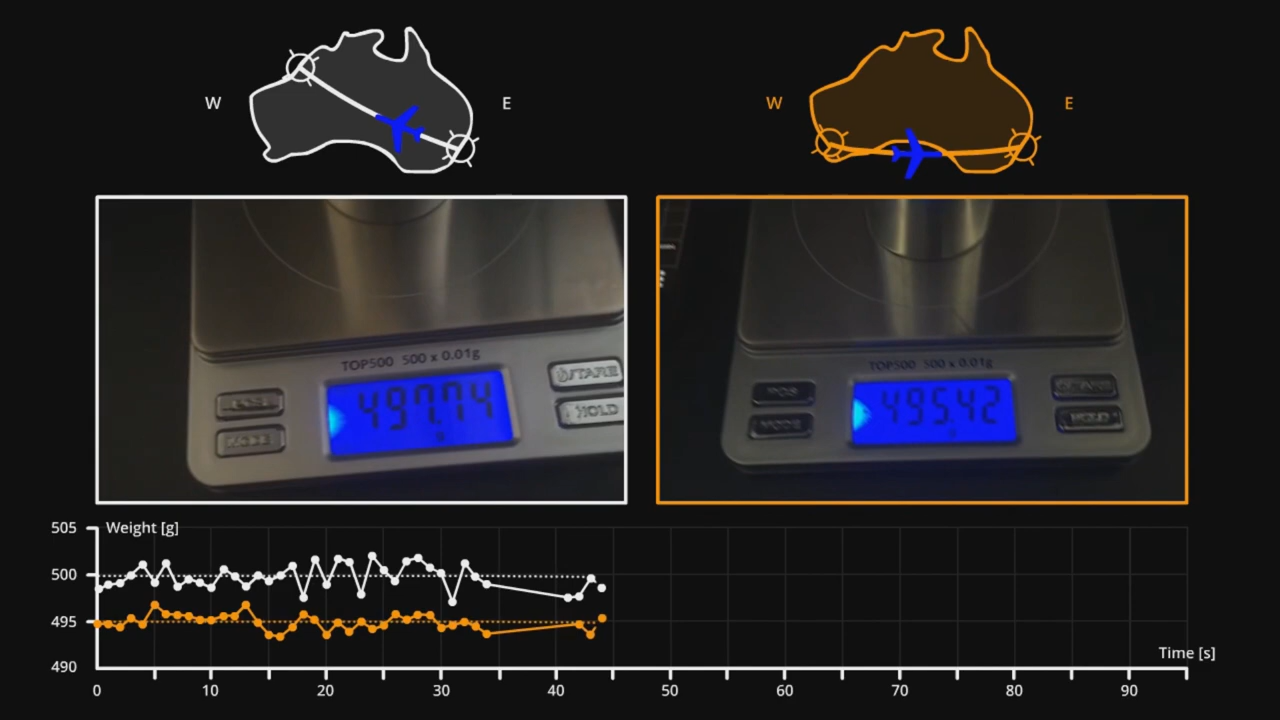 W E
W E
TOP500 500 x 0.01g
TARE
HOLD
MODE
497.74
TOP500 500 x 0.01g
HOLD
MODE
495.42
505 Weight [g]
500
495
490
Time [s]
0 10 20 30 40 50 60 70 80 90